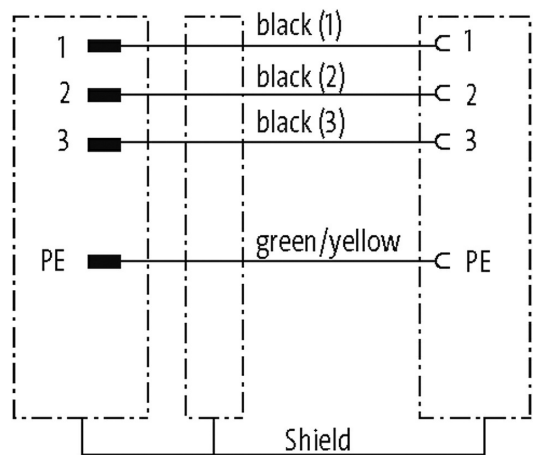 1 black (1) 1
2 black (2) 2
3 black (3) 3
PE green/yellow PE
Shield